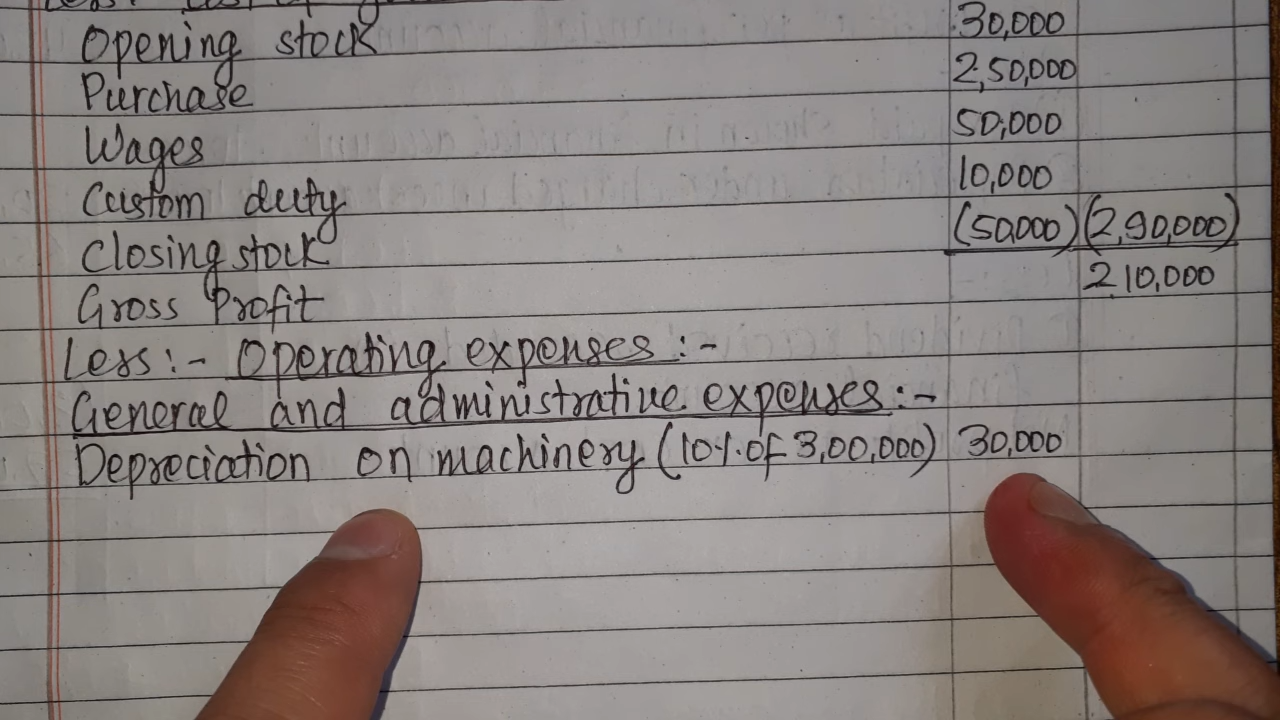 Opening stock 30,000
Purchase 2,50,000
Wages 50,000
Custom duty 10,000
Closing stock (50,000) (2,90,000)
Gross Profit 2,10,000
Less:- Operating expenses:-
General and administrative expenses:-
Depreciation on machinery (10%.of 3,00,000) 30,000